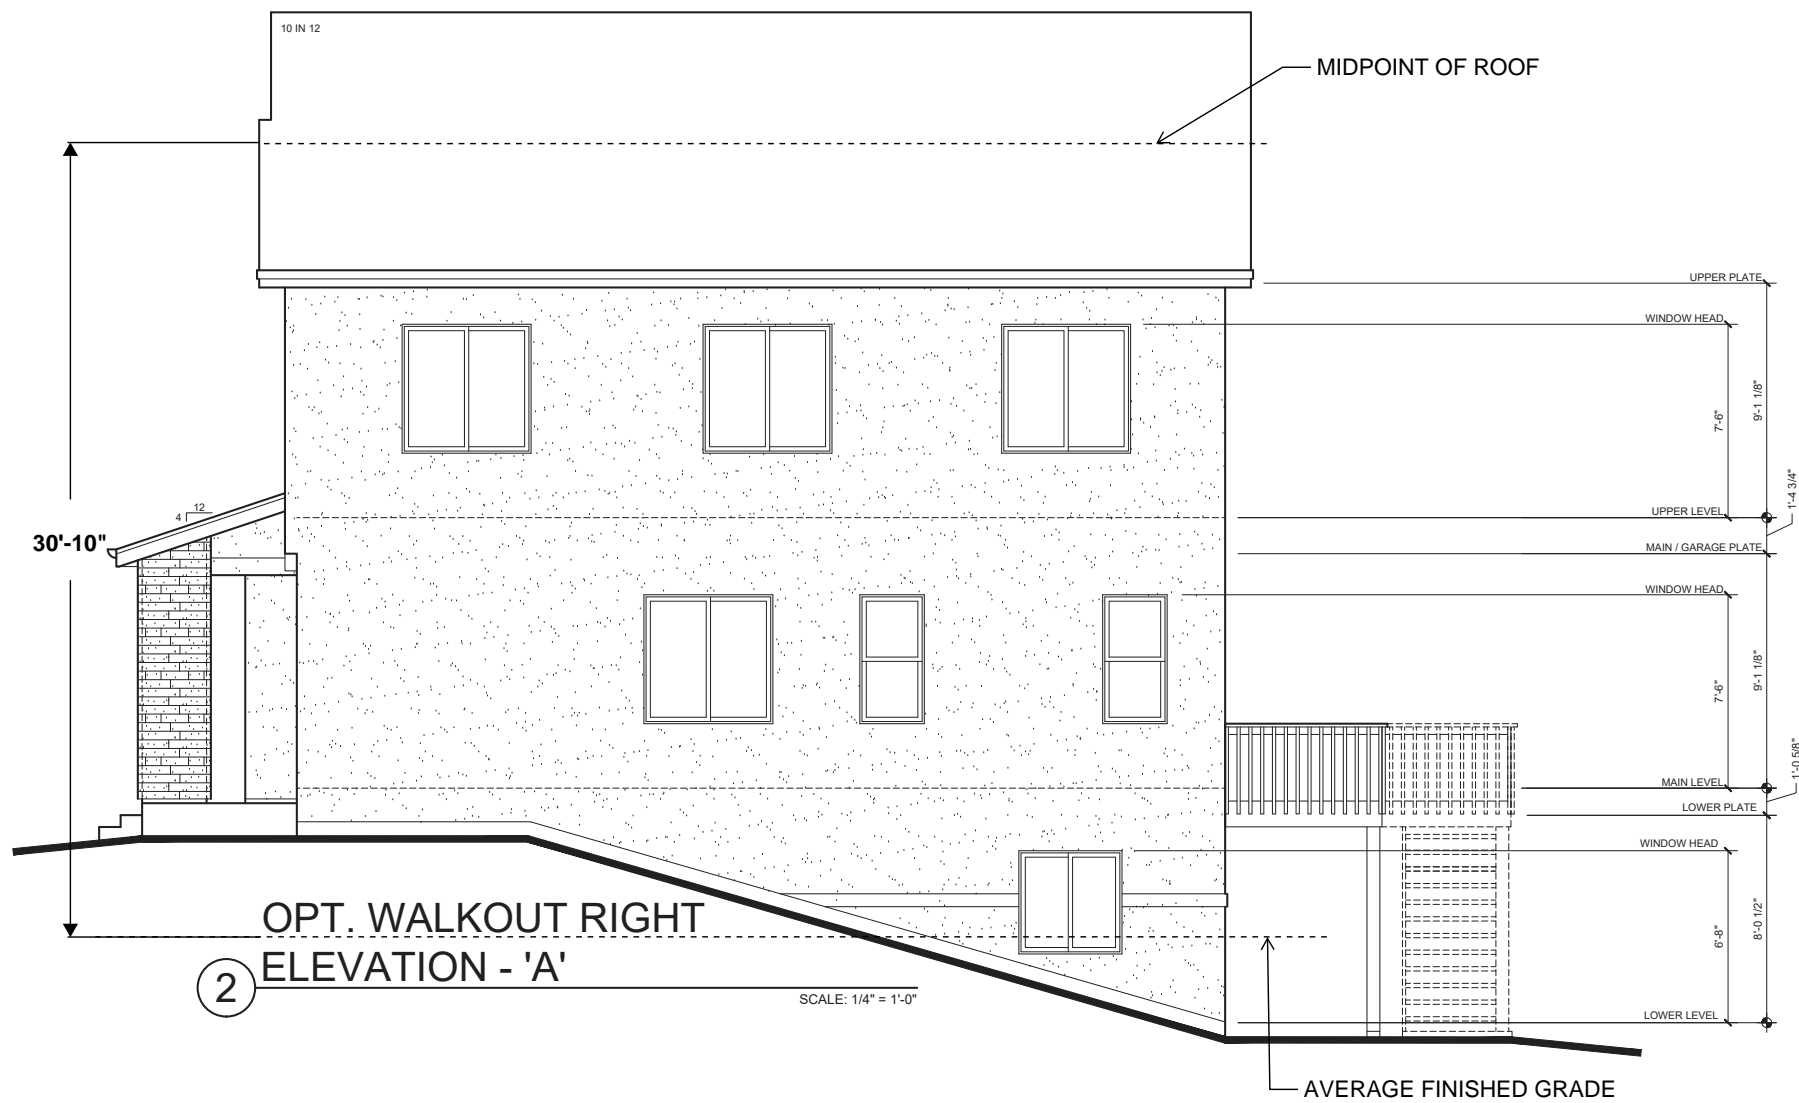 10 IN 12
MIDPOINT OF ROOF
UPPER PLATE
WINDOW HEAD
7'-6"
9'-1 1/8"
12
4
UPPER LEVEL
1'-4 3/4"
30'-10"
MAIN / GARAGE PLATE
WINDOW HEAD
7'-6"
9'-1 1/8"
MAIN LEVEL
1'-0 5/8"
LOWER PLATE
WINDOW HEAD
6'-8"
8'-0 1/2"
LOWER LEVEL
OPT. WALKOUT RIGHT
ELEVATION - 'A'
2
SCALE: 1/4" = 1'-0"
AVERAGE FINISHED GRADE